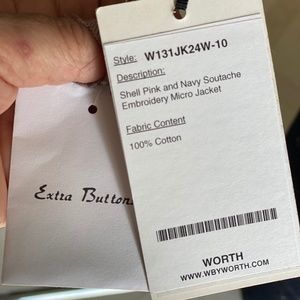 Style: W131JK24W-10
Description:
Shell Pink and Navy Soutache
Embroidery Micro Jacket
Fabric Content
100% Cotton
WORTH
WWW.WBYWORTH.COM
Extra Button